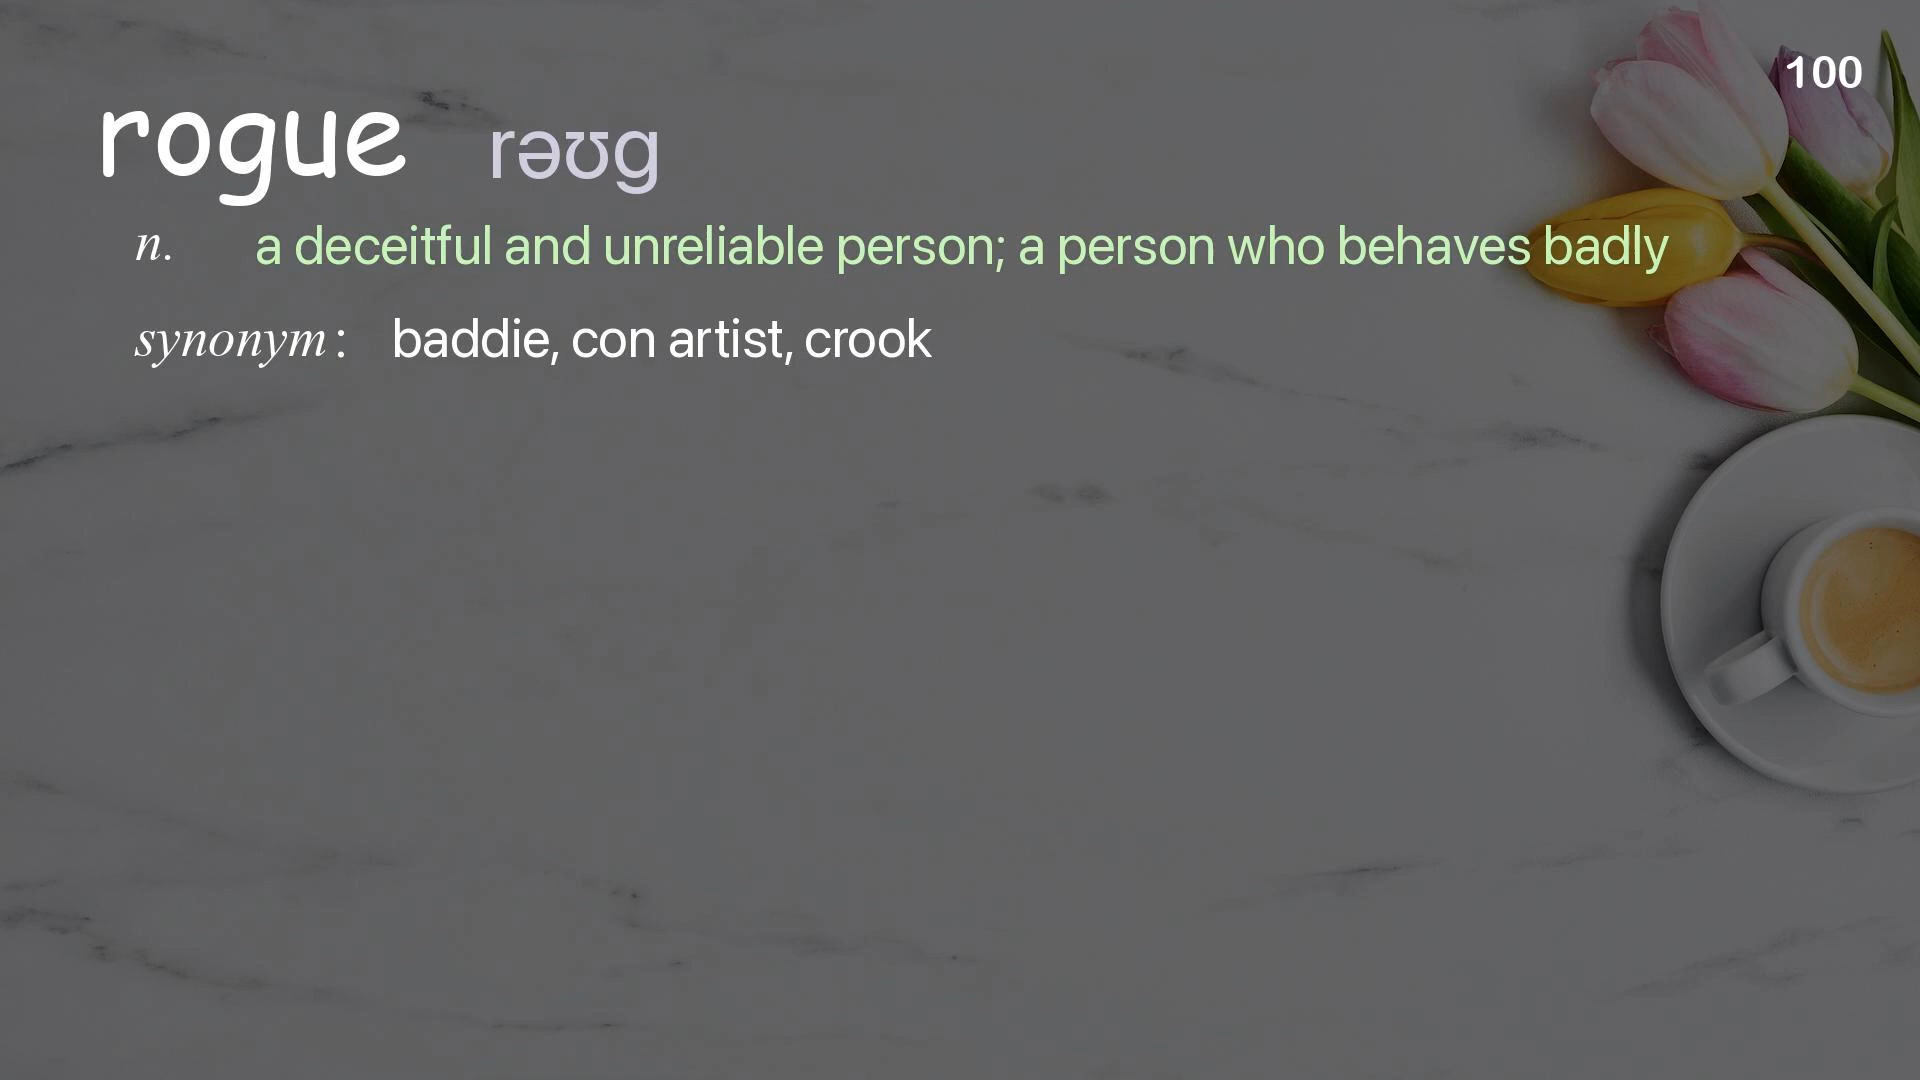 100
rogue rəʊg
n. a deceitful and unreliable person; a person who behaves badly
synonym: baddie, con artist, crook